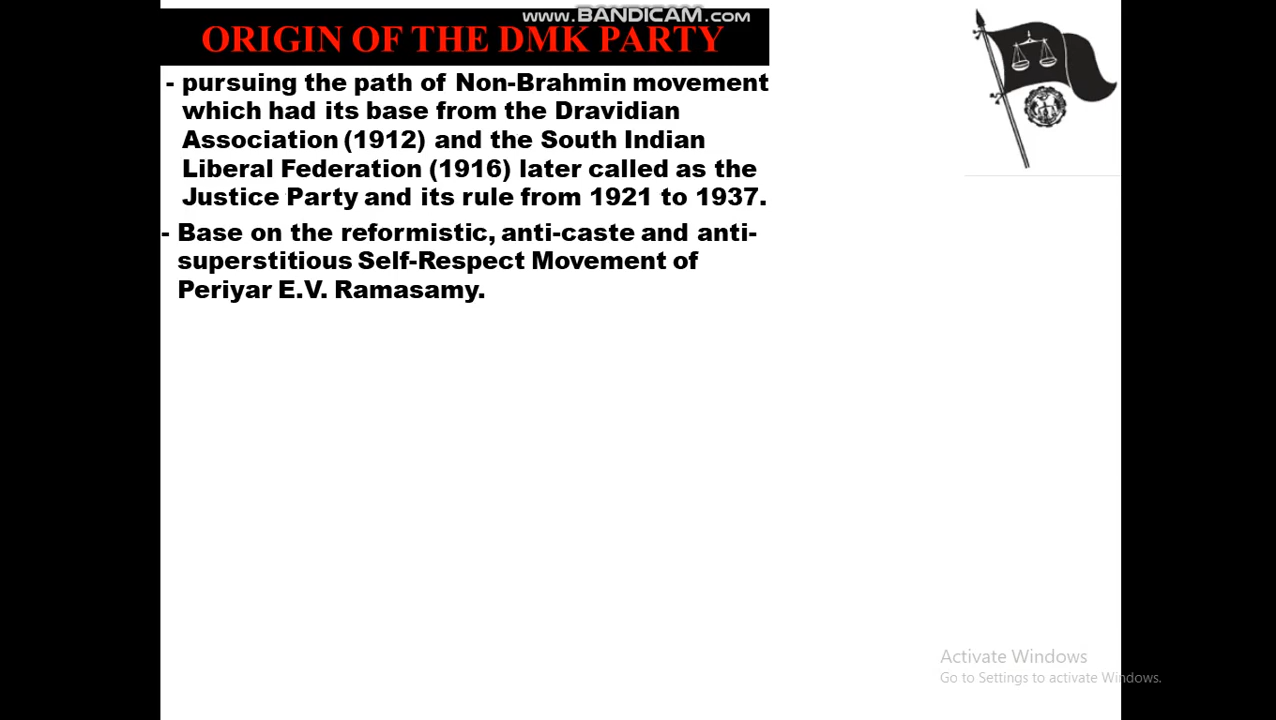 www.BANDICAM.com
ORIGIN OF THE DMK PARTY
- pursuing the path of Non-Brahmin movement
which had its base from the Dravidian
Association (1912) and the South Indian
Liberal Federation (1916) later called as the
Justice Party and its rule from 1921 to 1937.
- Base on the reformistic, anti-caste and anti-
superstitious Self-Respect Movement of
Periyar E.V. Ramasamy.
Activate Windows
Go to Settings to activate Windows.